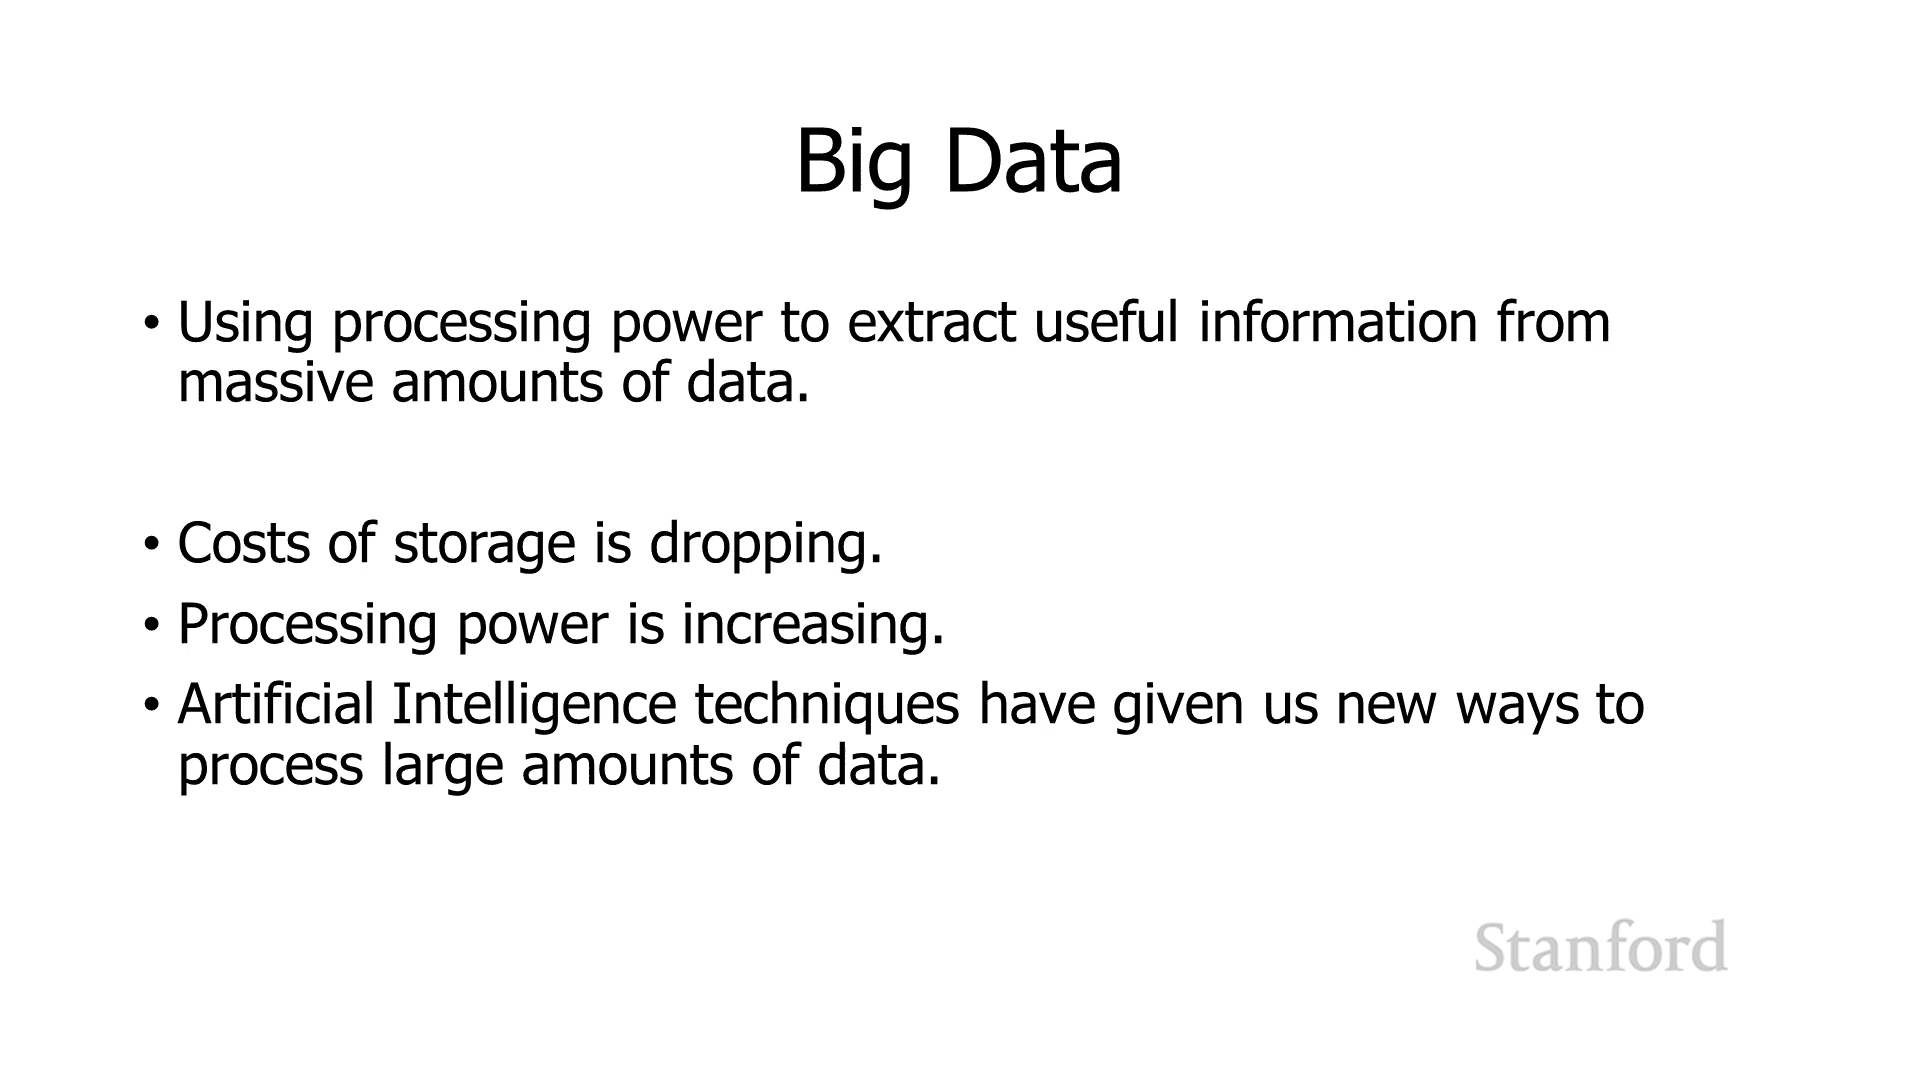 Big Data
• Using processing power to extract useful information from
massive amounts of data.
• Costs of storage is dropping.
• Processing power is increasing.
• Artificial Intelligence techniques have given us new ways to
process large amounts of data.
Stanford